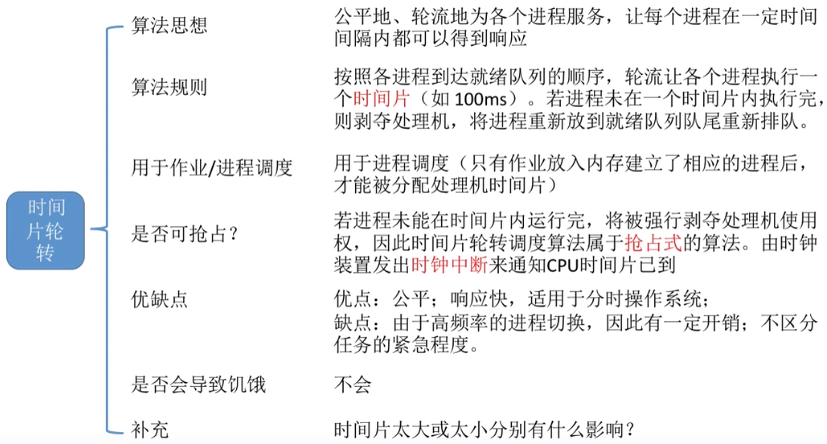 时间
片轮
转
算法思想
公平地、轮流地为各个进程服务，让每个进程在一定时间
间隔内都可以得到响应
算法规则
按照各进程到达就绪队列的顺序，轮流让各个进程执行一
个时间片（如 100ms）。若进程未在一个时间片内执行完，
则剥夺处理机，将进程重新放到就绪队列队尾重新排队。
用于作业/进程调度
用于进程调度（只有作业放入内存建立了相应的进程后，
才能被分配处理机时间片）
是否可抢占？
若进程未能在时间片内运行完，将被强行剥夺处理机使用
权，因此时间片轮转调度算法属于抢占式的算法。由时钟
装置发出时钟中断来通知CPU时间片已到
优缺点
优点：公平；响应快，适用于分时操作系统；
缺点：由于高频率的进程切换，因此有一定开销；不区分
任务的紧急程度。
是否会导致饥饿
不会
补充
时间片太大或太小分别有什么影响？